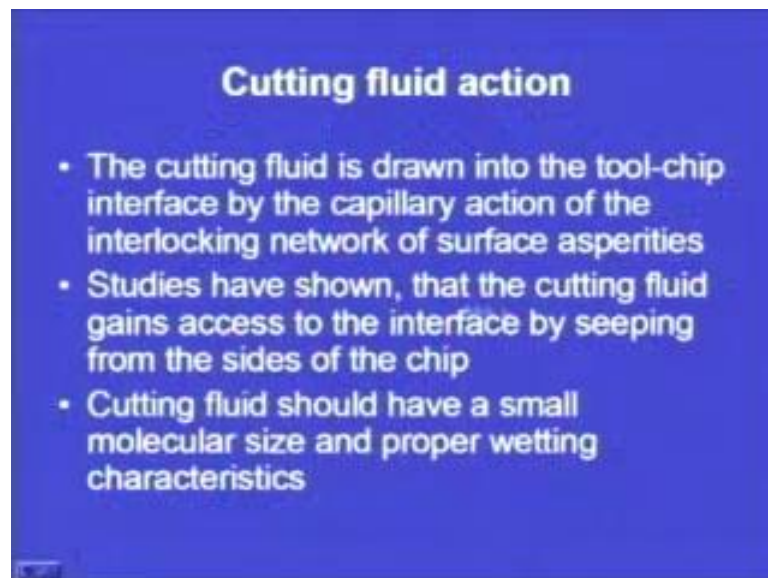 Cutting fluid action
• The cutting fluid is drawn into the tool-chip
interface by the capillary action of the
interlocking network of surface asperities
• Studies have shown, that the cutting fluid
gains access to the interface by seeping
from the sides of the chip
• Cutting fluid should have a small
molecular size and proper wetting
characteristics